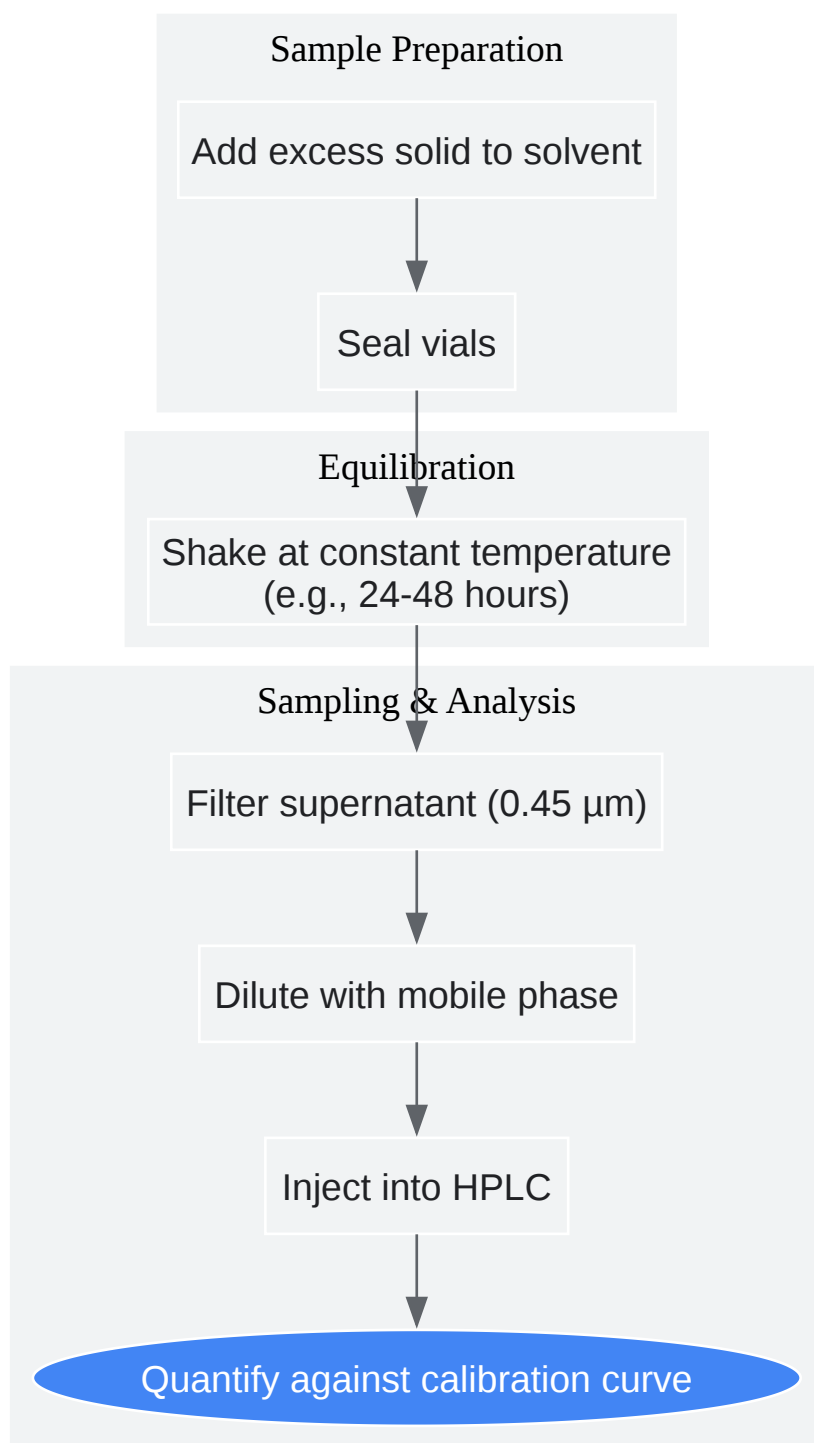 Sample Preparation
Add excess solid to solvent
Seal vials
Equilibration
Shake at constant temperature
(e.g., 24-48 hours)
Sampling & Analysis
Filter supernatant (0.45 µm)
Dilute with mobile phase
Inject into HPLC
Quantify against calibration curve